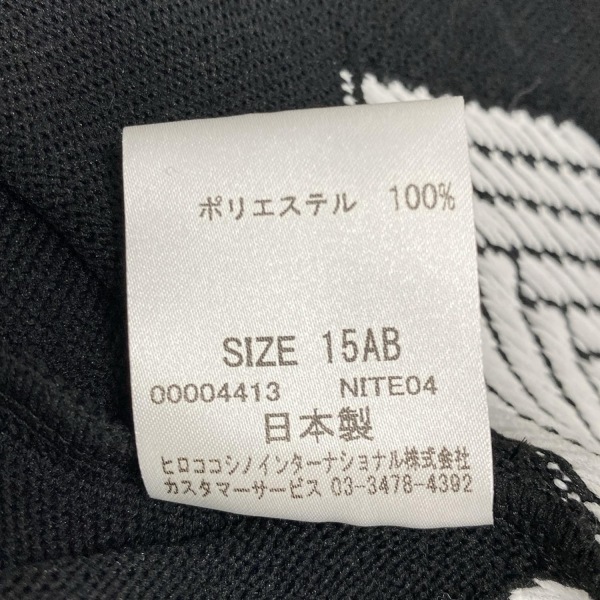 ポリエステル 100%
SIZE 15AB
00004413 NITE04
日本製
ヒロココシノインターナショナル株式会社
カスタマーサービス 03-3478-4392